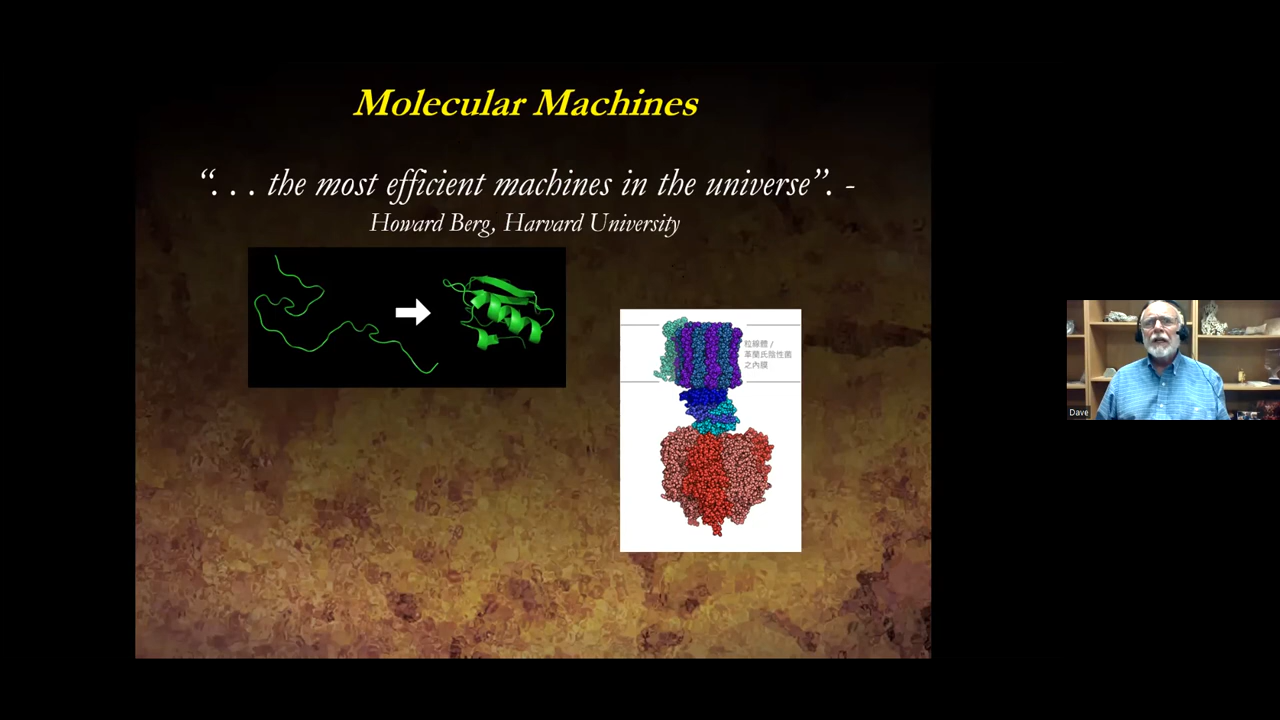 Molecular Machines
“. . . the most efficient machines in the universe”. -
Howard Berg, Harvard University
粒線體 /
革蘭氏陰性菌
之內膜
Dave